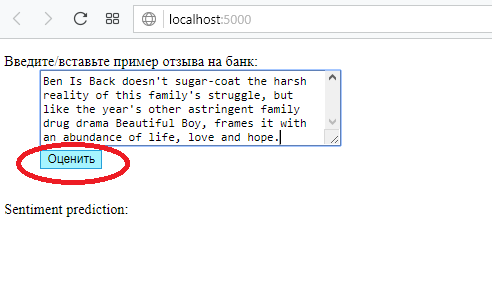 localhost:5000
Введите/вставьте пример отзыва на банк:
Ben Is Back doesn't sugar-coat the harsh
reality of this family's struggle, but
like the year's other astringent family
drug drama Beautiful Boy, frames it with
an abundance of life, love and hope.
Оценить
Sentiment prediction: